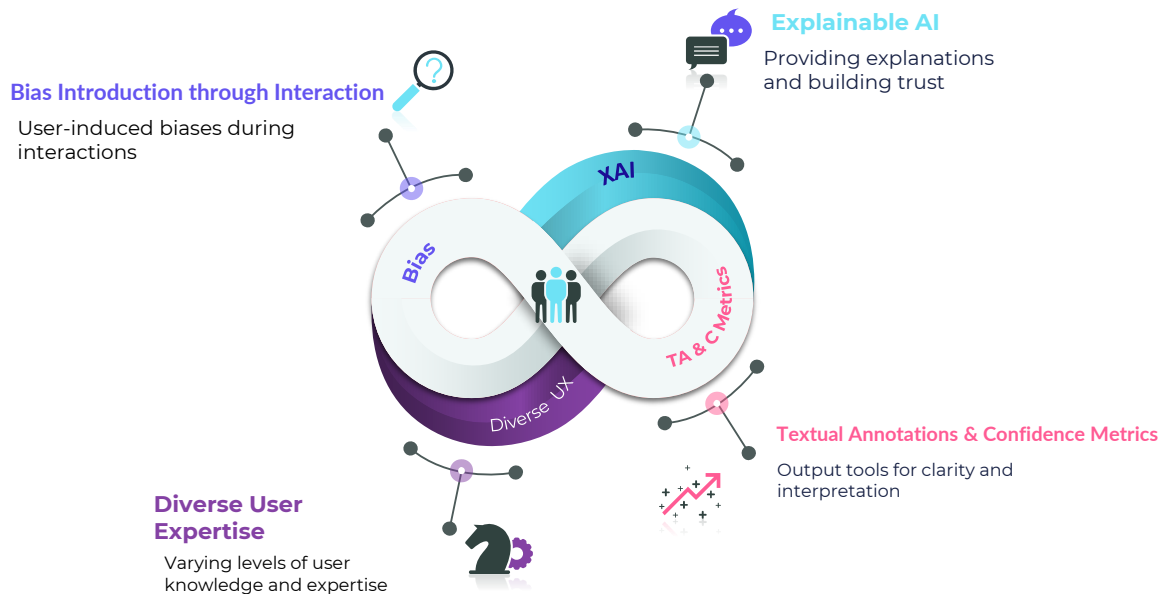 Explainable AI
Providing explanations
and building trust
Bias Introduction through Interaction
User-induced biases during
interactions
?
XAI
Bias
TA & C Metrics
Diverse UX
Textual Annotations & Confidence Metrics
Output tools for clarity and
interpretation
Diverse User
Expertise
Varying levels of user
knowledge and expertise